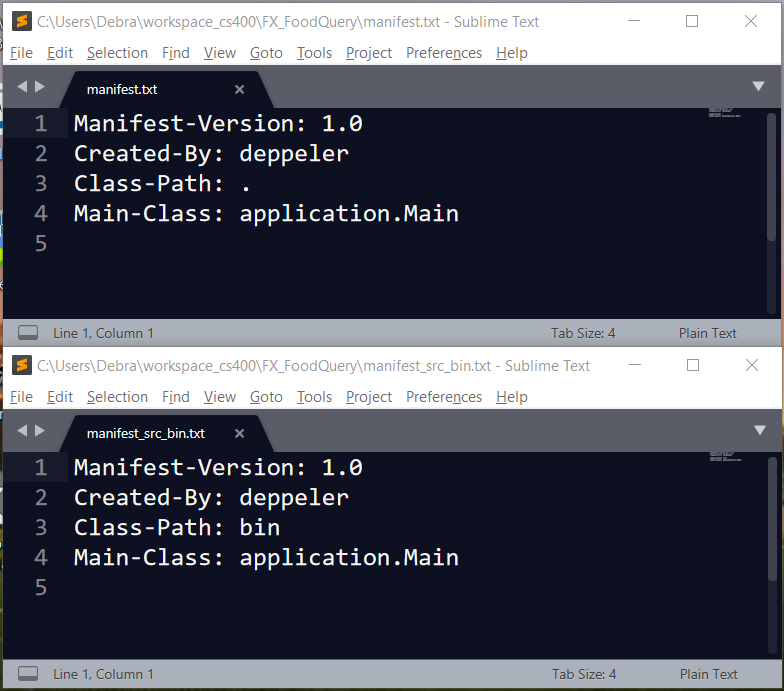 C:\Users\Debra\workspace_cs400\FX_FoodQuery\manifest.txt - Sublime Text
File Edit Selection Find View Goto Tools Project Preferences Help
manifest.txt
1 Manifest-Version: 1.0
2 Created-By: deppeler
3 Class-Path: .
4 Main-Class: application.Main
5
Line 1, Column 1 Tab Size: 4 Plain Text
C:\Users\Debra\workspace_cs400\FX_FoodQuery\manifest_src_bin.txt - Sublime Text
File Edit Selection Find View Goto Tools Project Preferences Help
manifest_src_bin.txt
1 Manifest-Version: 1.0
2 Created-By: deppeler
3 Class-Path: bin
4 Main-Class: application.Main
5
Line 1, Column 1 Tab Size: 4 Plain Text